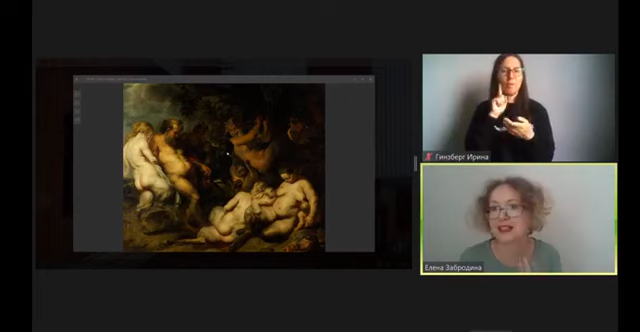 Гинзберг Ирина
Елена Забродина